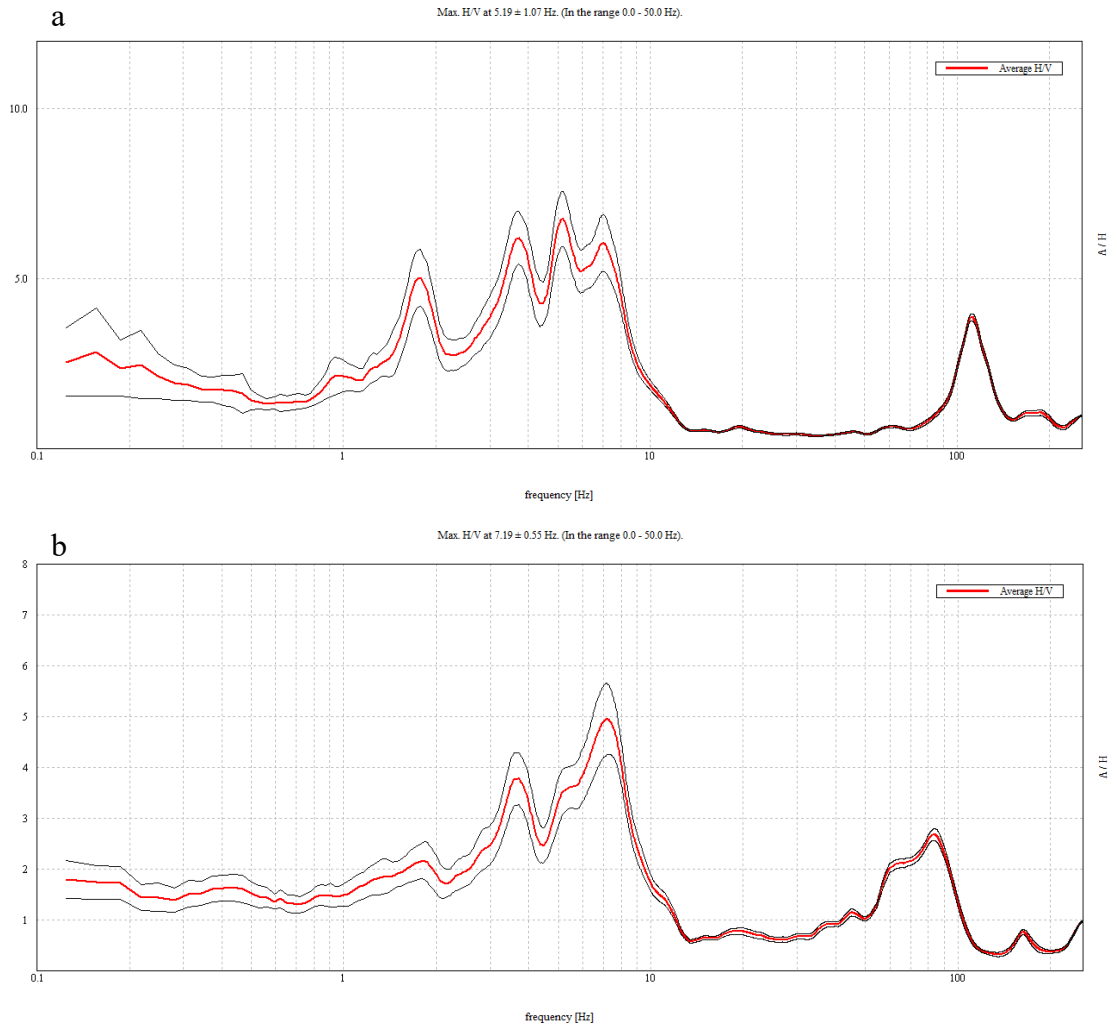 a
Max. H/V at 5.19 ± 1.07 Hz. (In the range 0.0 - 50.0 Hz).
Average H/V
10.0
5.0
H / V
0.1 1 10 100
frequency [Hz]
b
Max. H/V at 7.19 ± 0.55 Hz. (In the range 0.0 - 50.0 Hz).
8
Average H/V
7
6
5
4
H / V
3
2
1
0.1 1 10 100
frequency [Hz]